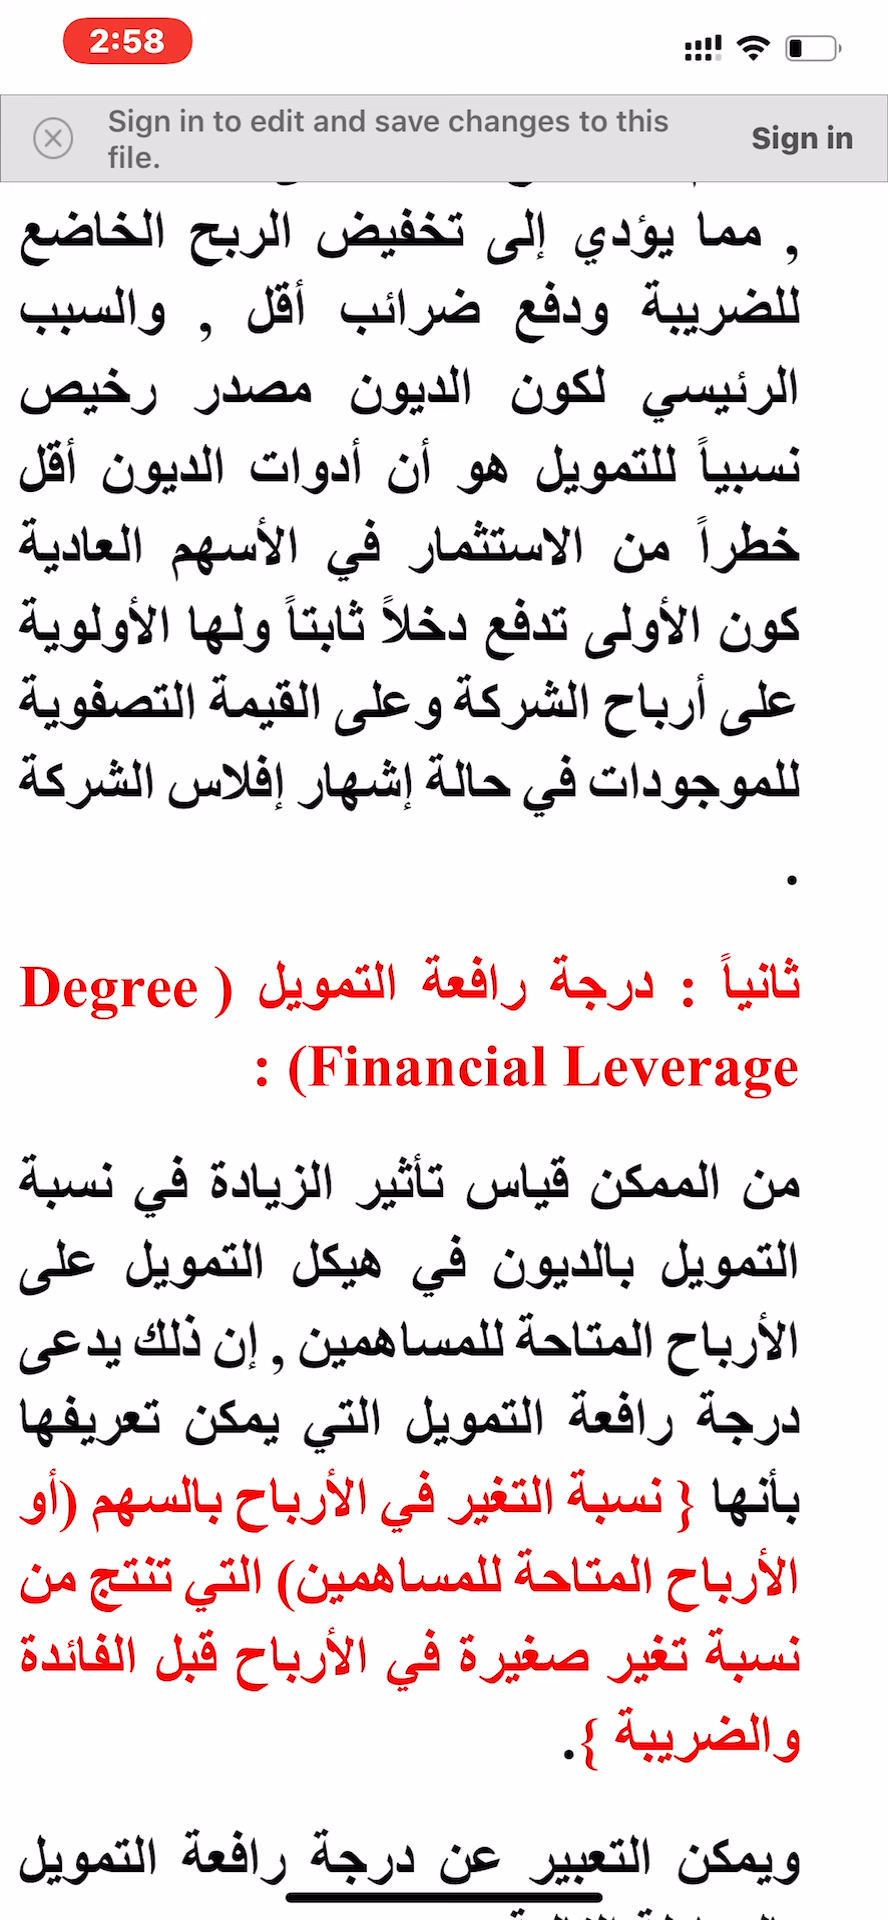 2:58
Sign in to edit and save changes to this
file.
Sign in
, مما يؤدي إلى تخفيض الربح الخاضع
للضريبة ودفع ضرائب أقل , والسبب
الرئيسي لكون الديون مصدر رخيص
نسبياً للتمويل هو أن أدوات الديون أقل
خطراً من الاستثمار في الأسهم العادية
كون الأولى تدفع دخلاً ثابتاً ولها الأولوية
على أرباح الشركة وعلى القيمة التصفوية
للموجودات في حالة إشهار إفلاس الشركة
.
ثانياً : درجة رافعة التمويل ( Degree
Financial Leverage) :
من الممكن قياس تأثير الزيادة في نسبة
التمويل بالديون في هيكل التمويل على
الأرباح المتاحة للمساهمين , إن ذلك يدعى
درجة رافعة التمويل التي يمكن تعريفها
بأنها { نسبة التغير في الأرباح بالسهم (أو
الأرباح المتاحة للمساهمين) التي تنتج من
نسبة تغير صغيرة في الأرباح قبل الفائدة
والضريبة }.
ويمكن التعبير عن درجة رافعة التمويل